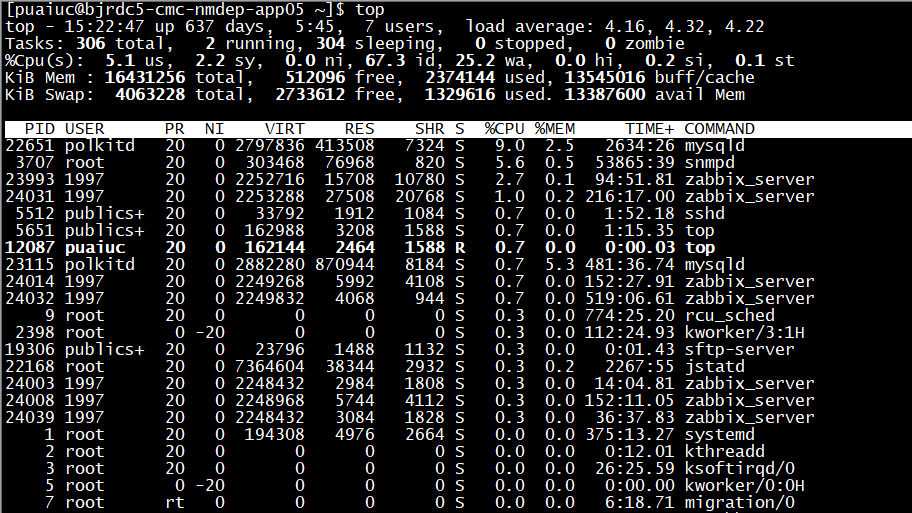 [puaiuc@bjrdc5-cmc-nmdep-app05 ~]$ top
top - 15:22:47 up 637 days,  5:45,  7 users,  load average: 4.16, 4.32, 4.22
Tasks: 306 total,   2 running, 304 sleeping,   0 stopped,   0 zombie
%Cpu(s):  5.1 us,  2.2 sy,  0.0 ni, 67.3 id, 25.2 wa,  0.0 hi,  0.2 si,  0.1 st
KiB Mem : 16431256 total,   512096 free,  2374144 used, 13545016 buff/cache
KiB Swap:  4063228 total,  2733612 free,  1329616 used. 13387600 avail Mem
PID USER      PR  NI    VIRT    RES    SHR S  %CPU %MEM     TIME+ COMMAND
22651 polkitd   20   0 2797836 413508   7324 S   9.0  2.5   2634:26 mysqld
3707 root      20   0  303468  76968    820 S   5.6  0.5  53865:39 snmpd
23993 1997      20   0 2252716  15708  10780 S   2.7  0.1  94:51.81 zabbix_server
24031 1997      20   0 2253288  27508  20768 S   1.0  0.2 216:17.00 zabbix_server
5512 publics+  20   0   33792   1912   1084 S   0.7  0.0   1:52.18 sshd
5651 publics+  20   0  162988   3208   1588 S   0.7  0.0   1:15.35 top
12087 puaiuc    20   0  162144   2464   1588 R   0.7  0.0   0:00.03 top
23115 polkitd   20   0 2882280 870944   8184 S   0.7  5.3 481:36.74 mysqld
24014 1997      20   0 2249268   5992   4108 S   0.7  0.0 152:27.91 zabbix_server
24032 1997      20   0 2249832   4068    944 S   0.7  0.0 519:06.61 zabbix_server
9 root      20   0       0      0      0 S   0.3  0.0 774:25.20 rcu_sched
2398 root       0 -20       0      0      0 S   0.3  0.0 112:24.93 kworker/3:1H
19306 publics+  20   0   23796   1488   1132 S   0.3  0.0   0:01.43 sftp-server
22168 root      20   0 7364604  38344   2932 S   0.3  0.2   2267:55 jstatd
24003 1997      20   0 2248432   2984   1808 S   0.3  0.0  14:04.81 zabbix_server
24008 1997      20   0 2248968   5744   4112 S   0.3  0.0 152:11.05 zabbix_server
24039 1997      20   0 2248432   3084   1828 S   0.3  0.0  36:37.83 zabbix_server
1 root      20   0  194308   4976   2664 S   0.0  0.0 375:13.27 systemd
2 root      20   0       0      0      0 S   0.0  0.0   0:12.01 kthreadd
3 root      20   0       0      0      0 S   0.0  0.0  26:25.59 ksoftirqd/0
5 root       0 -20       0      0      0 S   0.0  0.0   0:00.00 kworker/0:0H
7 root      rt   0       0      0      0 S   0.0  0.0   6:18.71 migration/0